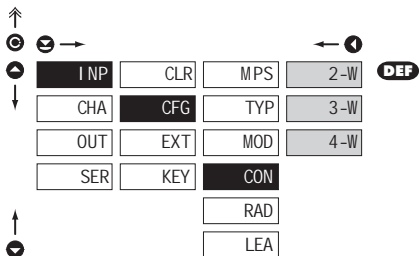 INP CLR MPS 2-W DEF
CHA CFG TYP 3-W
OUT EXT MOD 4-W
SER KEY CON
RAD
LEA